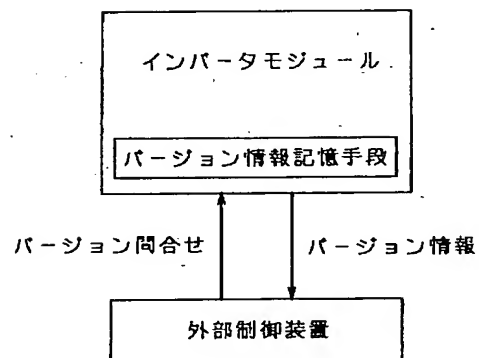 インバータモジュール
バージョン情報記憶手段
バージョン問合せ
バージョン情報
外部制御装置